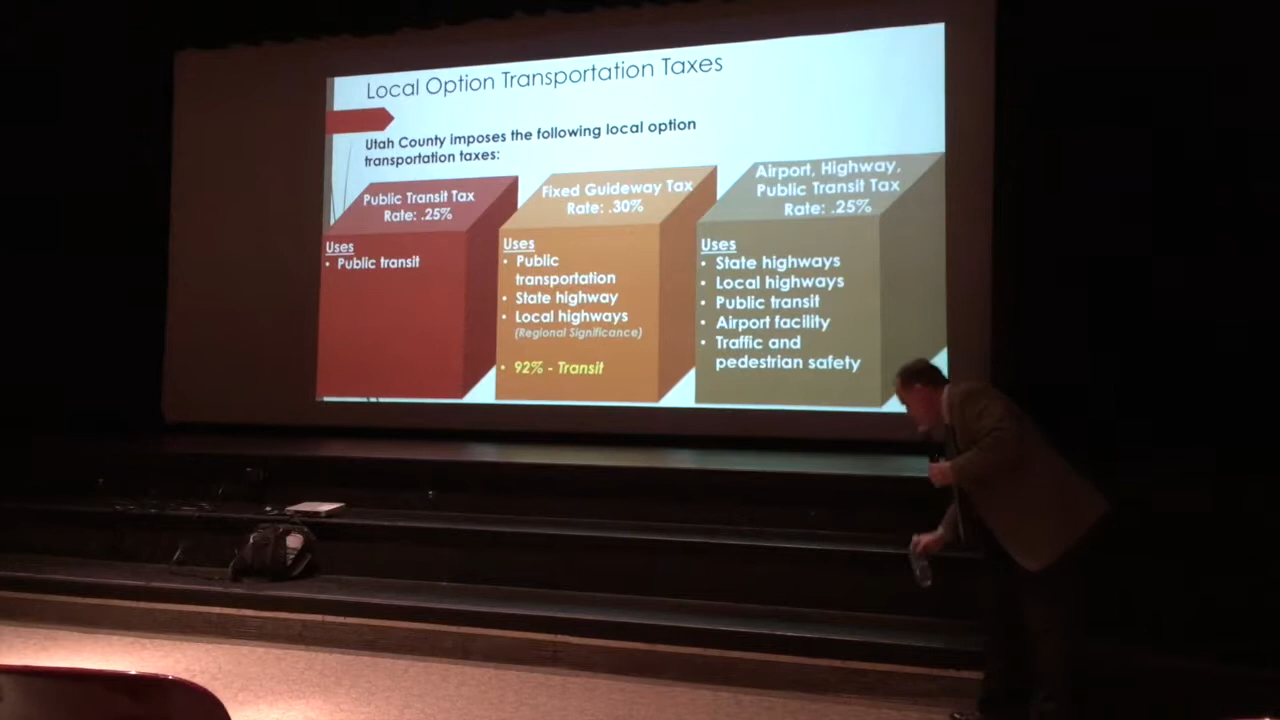 Local Option Transportation Taxes
Utah County imposes the following local option
transportation taxes:
Public Transit Tax
Rate: .25%
Uses
• Public transit
Fixed Guideway Tax
Rate: .30%
Uses
• Public
transportation
• State highway
• Local highways
(Regional Significance)
• 92% - Transit
Airport, Highway,
Public Transit Tax
Rate: .25%
Uses
• State highways
• Local highways
• Public transit
• Airport facility
• Traffic and
pedestrian safety